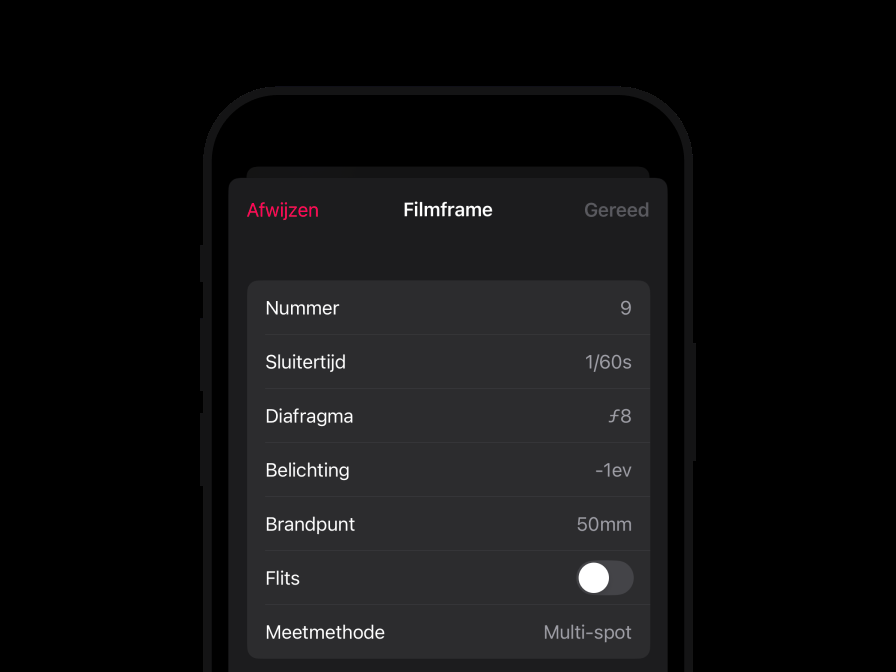 Afwijzen Filmframe Gereed
Nummer 9
Sluitertijd 1/60s
Diafragma ƒ8
Belichting -1ev
Brandpunt 50mm
Flits
Meetmethode Multi-spot